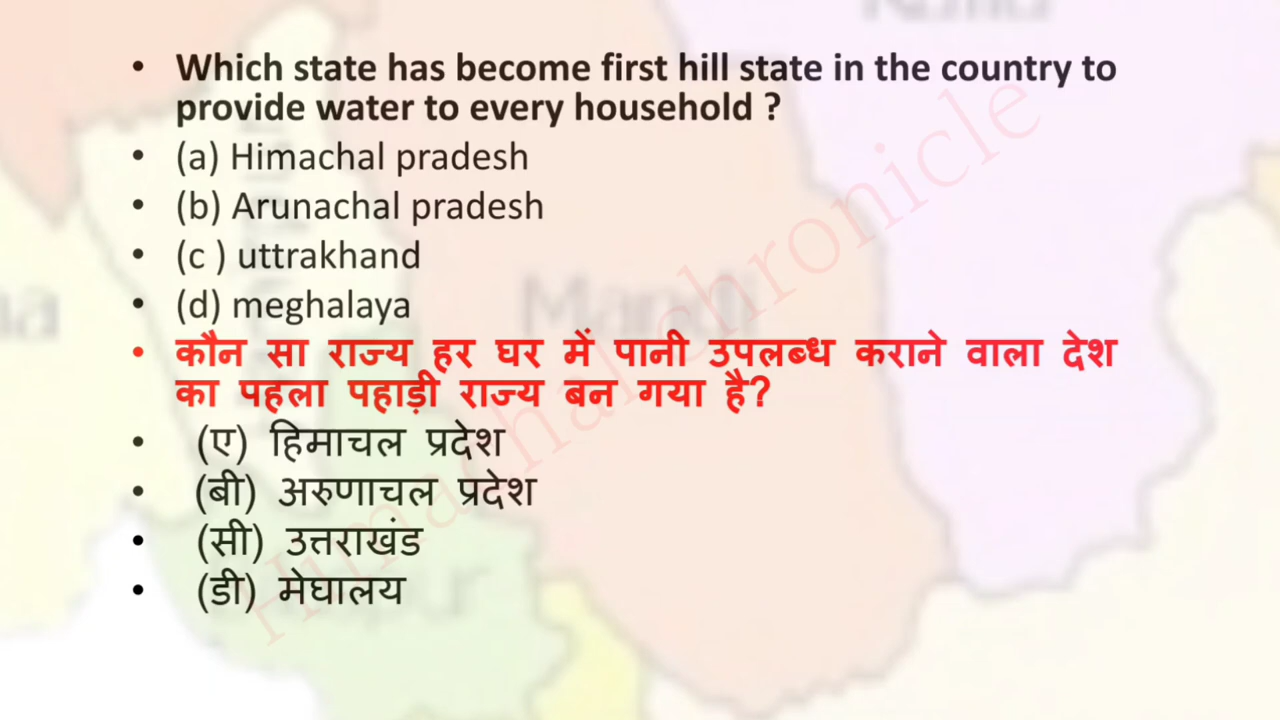 • Which state has become first hill state in the country to
provide water to every household ?
• (a) Himachal pradesh
• (b) Arunachal pradesh
• (c ) uttrakhand
• (d) meghalaya
• कौन सा राज्य हर घर में पानी उपलब्ध कराने वाला देश
का पहला पहाड़ी राज्य बन गया है?
• (ए) हिमाचल प्रदेश
• (बी) अरुणाचल प्रदेश
• (सी) उत्तराखंड
• (डी) मेघालय
Himachalchronicle
Mandi